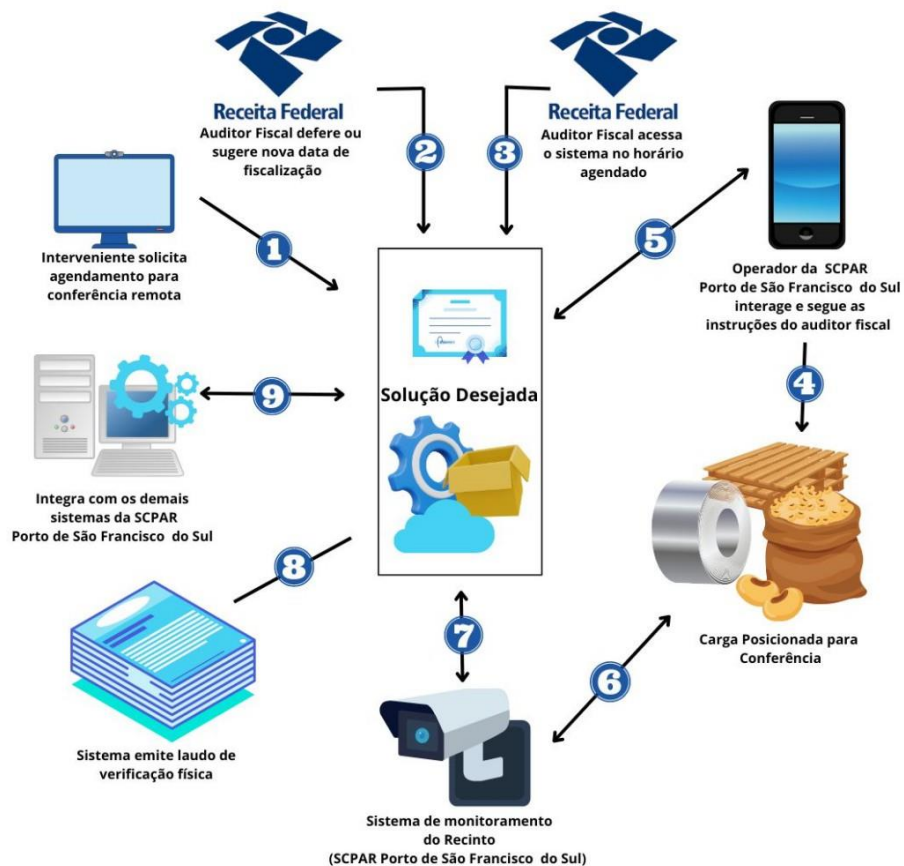 Receita Federal
Auditor Fiscal defere ou
sugere nova data de
fiscalização
Receita Federal
Auditor Fiscal acessa
o sistema no horário
agendado
2
3
1
Interveniente solicita
agendamento para
conferência remota
5
Operador da SCPAR
Porto de São Francisco do Sul
interage e segue as
instruções do auditor fiscal
4
Solução Desejada
9
Integra com os demais
sistemas da SCPAR
Porto de São Francisco do Sul
8
Sistema emite laudo de
verificação física
7
6
Carga Posicionada para
Conferência
Sistema de monitoramento
do Recinto
(SCPAR Porto de São Francisco do Sul)